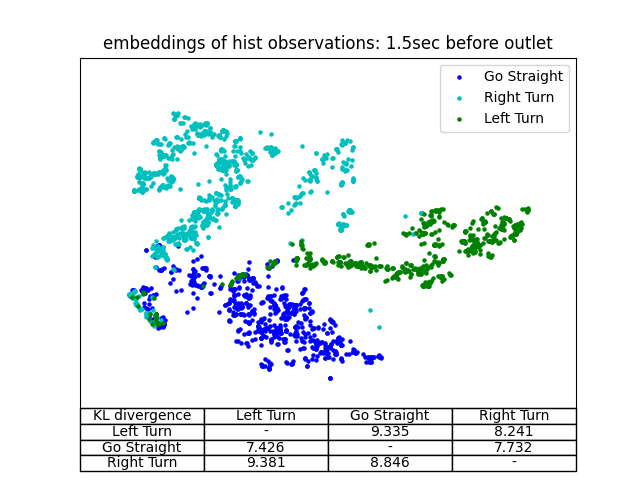 embeddings of hist observations: 1.5sec before outlet
Go Straight
Right Turn
Left Turn
KL divergence Left Turn Go Straight Right Turn
Left Turn - 9.335 8.241
Go Straight 7.426 - 7.732
Right Turn 9.381 8.846 -